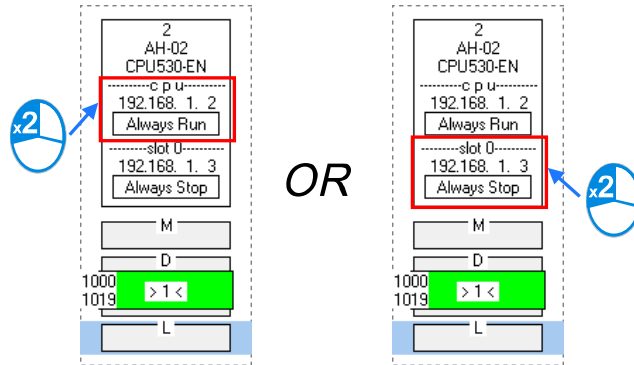 2
AH-02
CPU530-EN
---------c p u---------
192.168. 1. 2
Always Run
--------slot 0---------
192.168. 1. 3
Always Stop
M
D
1000
1019
> 1 <
L
x2
OR
2
AH-02
CPU530-EN
---------c p u---------
192.168. 1. 2
Always Run
--------slot 0---------
192.168. 1. 3
Always Stop
M
D
1000
1019
> 1 <
L
x2